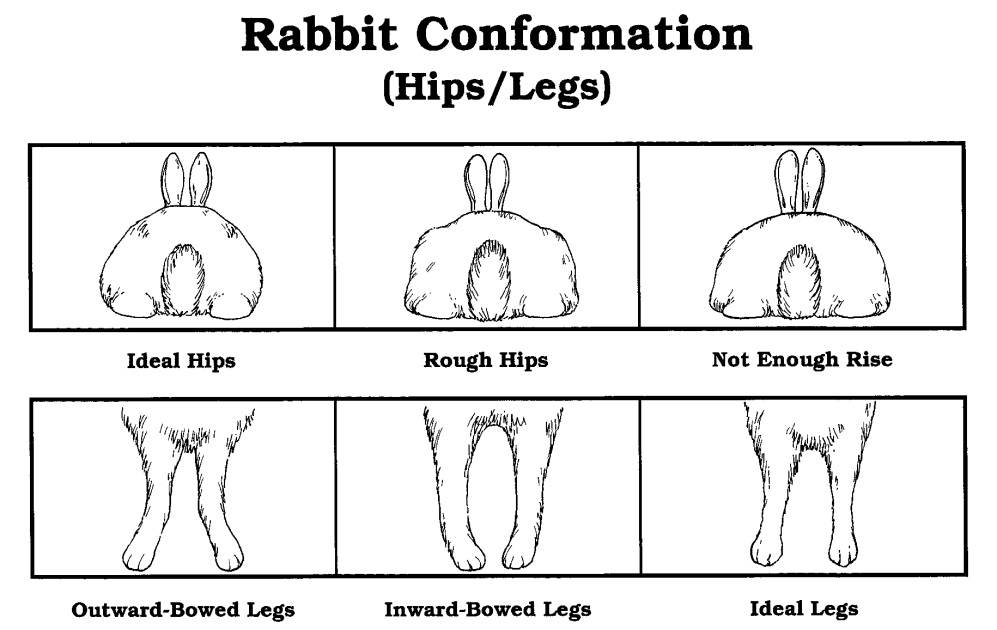 Rabbit Conformation
(Hips/Legs)
Ideal Hips
Rough Hips
Not Enough Rise
Outward-Bowed Legs
Inward-Bowed Legs
Ideal Legs